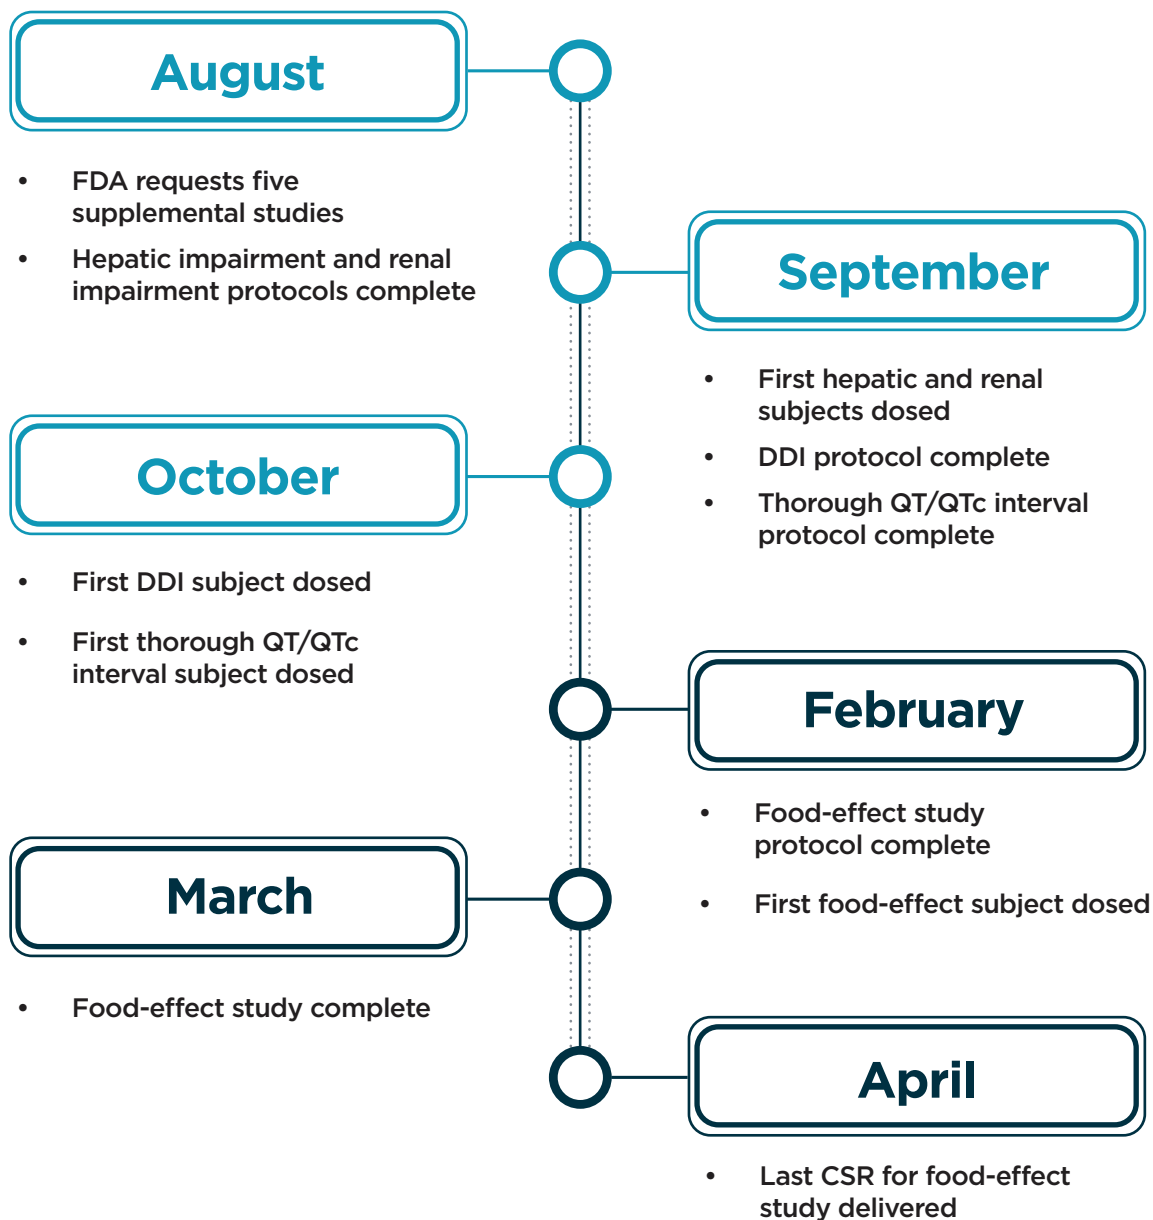 August
• FDA requests five
supplemental studies
• Hepatic impairment and renal
impairment protocols complete
September
• First hepatic and renal
subjects dosed
• DDI protocol complete
• Thorough QT/QTc interval
protocol complete
October
• First DDI subject dosed
• First thorough QT/QTc
interval subject dosed
February
• Food-effect study
protocol complete
• First food-effect subject dosed
March
• Food-effect study complete
April
• Last CSR for food-effect
study delivered